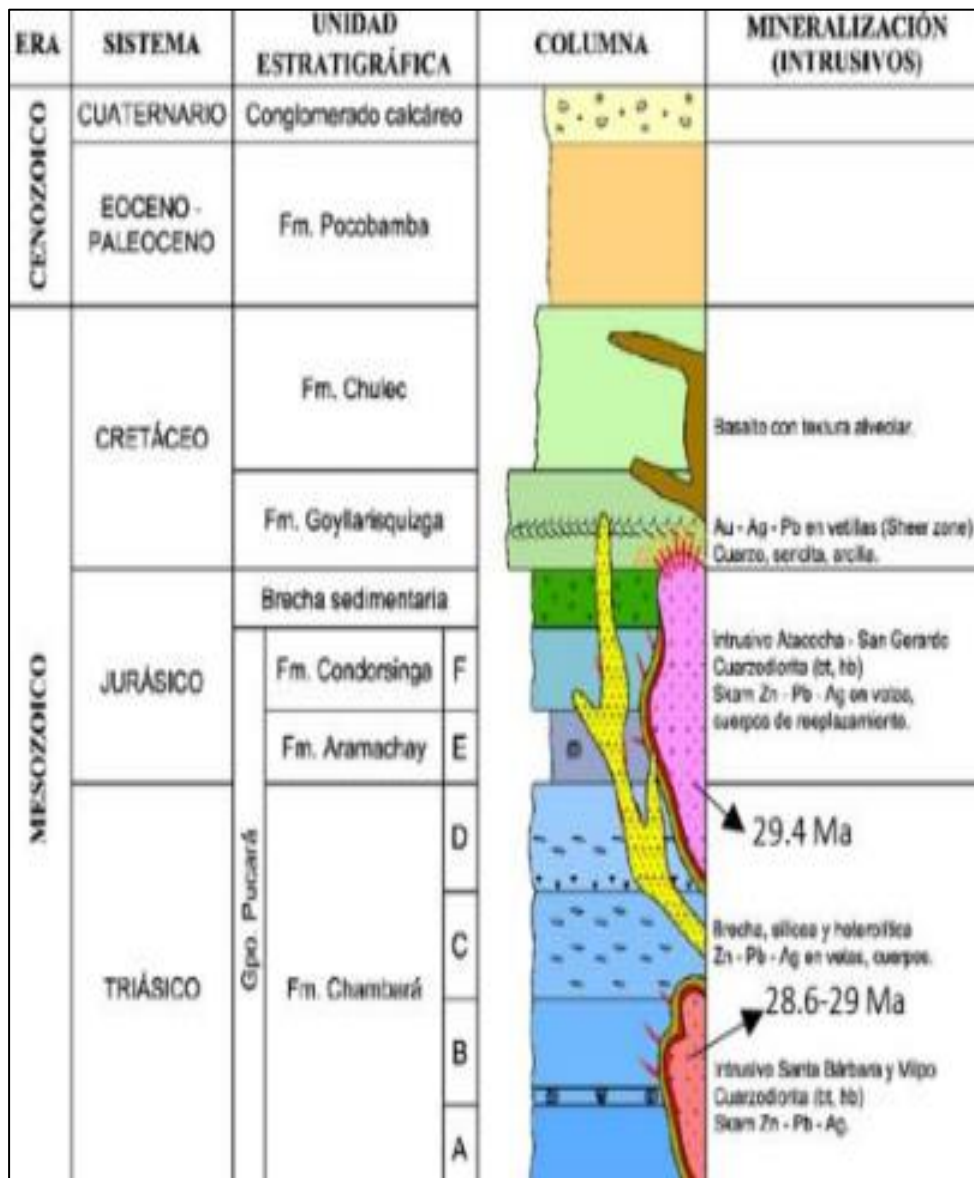 ERA
SISTEMA
UNIDAD
ESTRATIGRÁFICA
COLUMNA
MINERALIZACIÓN
(INTRUSIVOS)
CENOZOICO
CUATERNARIO
Conglomerado calcáreo
EOCENO -
PALEOCENO
Fm. Pocobamba
MESOZOICO
CRETÁCEO
Fm. Chulec
Basalto con textura alveolar.
Fm. Goyllarisquizga
Au - Ag - Pb en vetillas (Sheer zone)
Cuarzo, sericita, arcilla.
JURÁSICO
Brecha sedimentaria
Gpo. Pucará
Fm. Condorsinga
F
Intrusivo Atacocha - San Gerardo
Cuarzodiorita (bt, hb)
Skarn Zn - Pb - Ag en vetas,
cuerpos de reeplazamiento.
Fm. Aramachay
E
TRIÁSICO
Fm. Chambará
D
29.4 Ma
C
Brecha, silicea y heterolítica
Zn - Pb - Ag en vetas, cuerpos.
B
28.6-29 Ma
Intrusivo Santa Bárbara y Vilpo
Cuarzodiorita (bt, hb)
Skarn Zn - Pb - Ag.
A